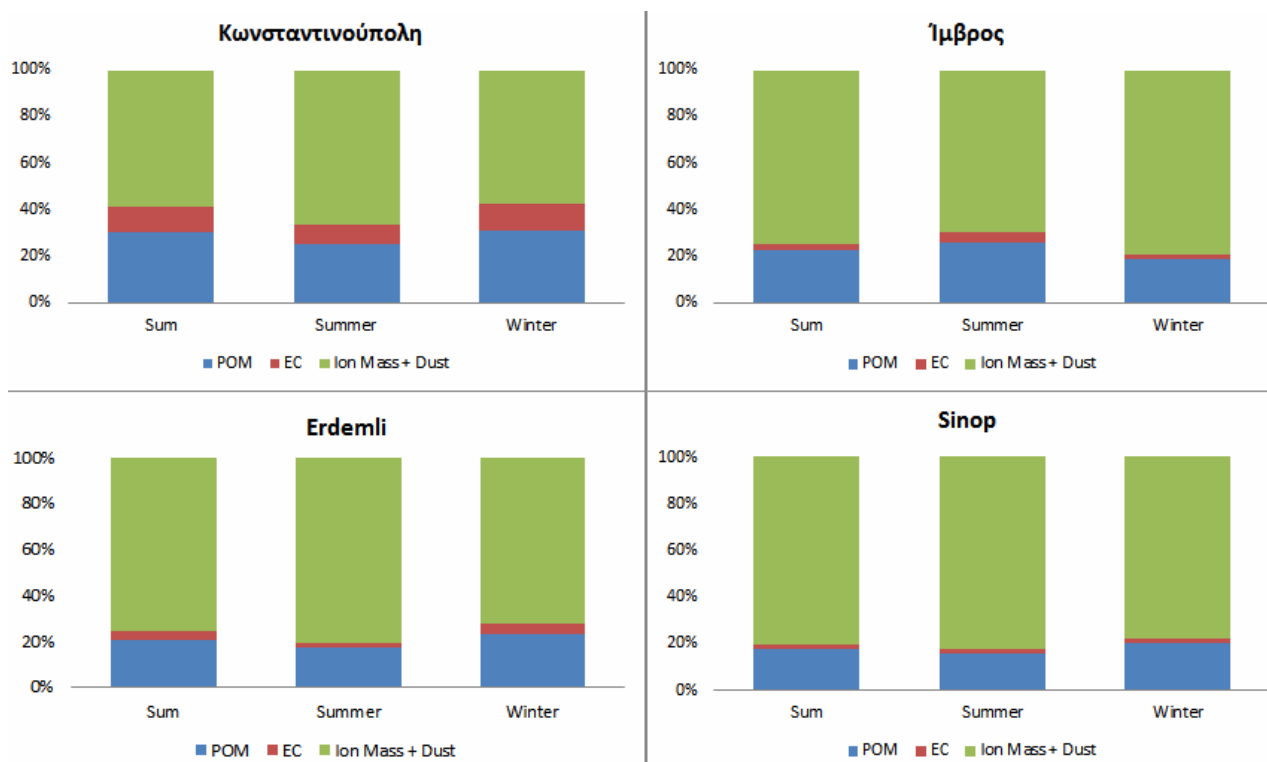 Κωνσταντινούπολη
100%
80%
60%
40%
20%
0%
Sum Summer Winter
POM EC Ion Mass + Dust
Ίμβρος
100%
80%
60%
40%
20%
0%
Sum Summer Winter
POM EC Ion Mass + Dust
Erdemli
100%
80%
60%
40%
20%
0%
Sum Summer Winter
POM EC Ion Mass + Dust
Sinop
100%
80%
60%
40%
20%
0%
Sum Summer Winter
POM EC Ion Mass + Dust